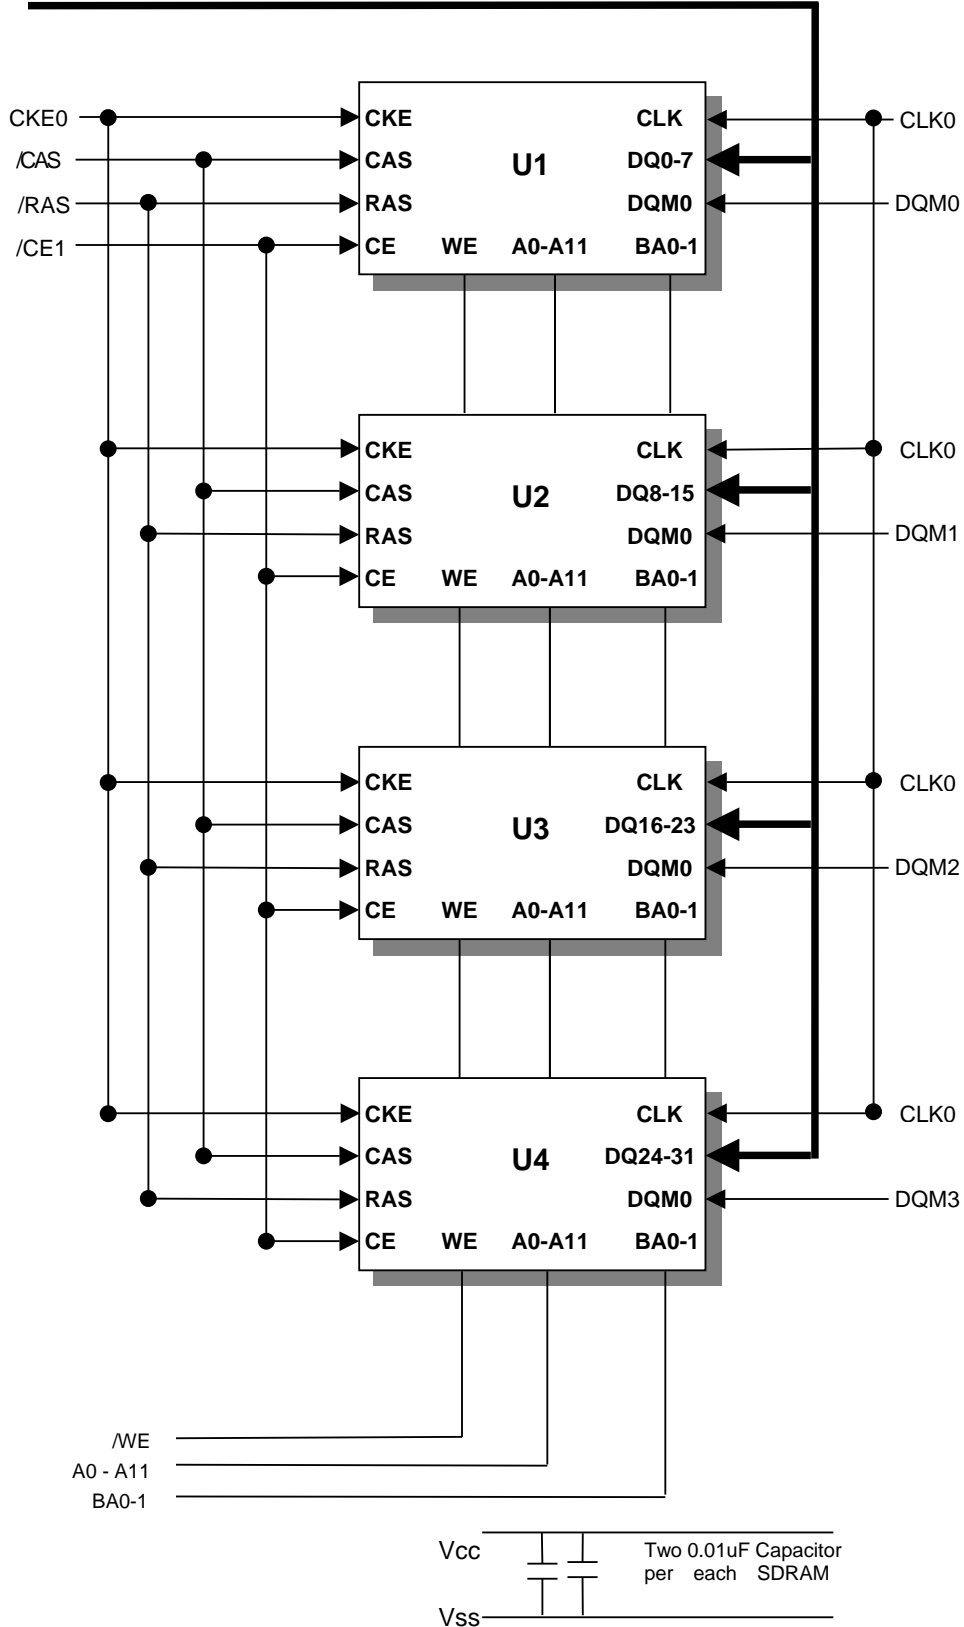 CKE0 CKE CLK CLK0
/CAS CAS U1 DQ0-7
/RAS RAS DQM0 DQM0
/CE1 CE WE A0-A11 BA0-1
CKE CLK CLK0
CAS U2 DQ8-15
RAS DQM0 DQM1
CE WE A0-A11 BA0-1
CKE CLK CLK0
CAS U3 DQ16-23
RAS DQM0 DQM2
CE WE A0-A11 BA0-1
CKE CLK CLK0
CAS U4 DQ24-31
RAS DQM0 DQM3
CE WE A0-A11 BA0-1
/WE
A0 - A11
BA0-1
Vcc Two 0.01uF Capacitor
per each SDRAM
Vss